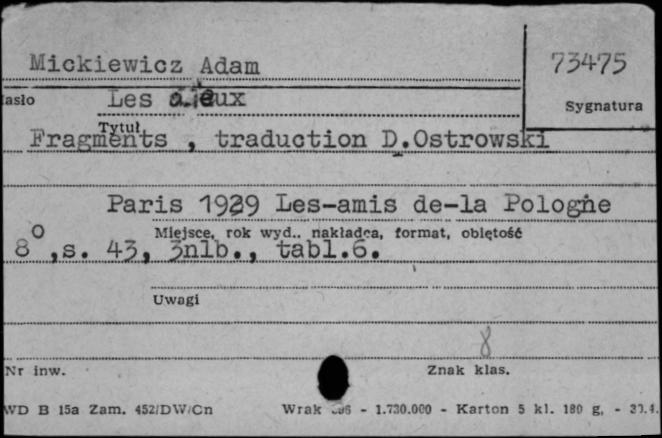 Mickiewicz Adam
73475
Les aieux
Sygnatura
Tytuł
Fragments , traduction D.Ostrowski
Paris 1929 Les-amis de-la Pologne
Miejsce, rok wyd., nakładca, format, objętość
8⁰,s. 43, 3nlb., tabl.6.
Uwagi
8
Nr inw.
Znak klas.
WD B 15a Zam. 452/DW/Cn
Wrak - 1.730.000 - Karton 5 kl. 180 g, -